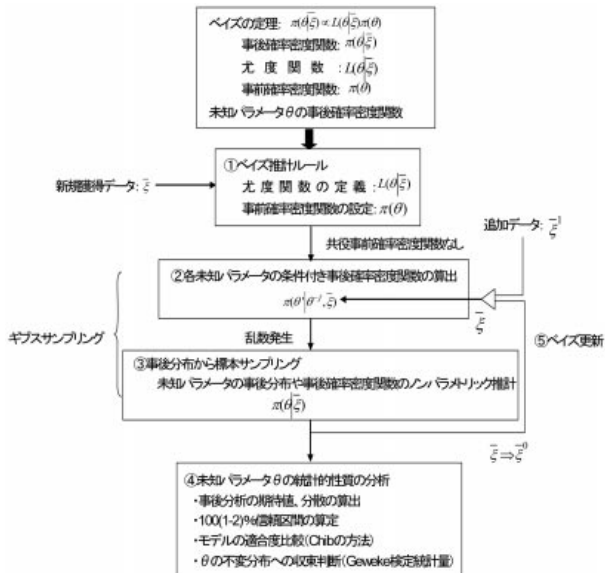 ベイズの定理: π(θ|ξ̄)∝L(θ|ξ̄)π(θ)
事後確率密度関数: π(θ|ξ̄)
尤度関数: L(θ|ξ̄)
事前確率密度関数: π(θ)
未知パラメータθの事後確率密度関数
①ベイズ推計ルール
尤度関数の定義: L(θ|ξ̄)
事前確率密度関数の設定: π(θ)
新規獲得データ: ξ̄
共役事前確率密度関数なし
追加データ: ξ̄¹
②各未知パラメータの条件付き事後確率密度関数の算出
π(θ^i|θ^-i,ξ̄)
ξ̄
ギブスサンプリング
乱数発生
⑤ベイズ更新
③事後分布から標本サンプリング
未知パラメータの事後分布や事後確率密度関数のノンパラメトリック推計
π(θ|ξ̄)
ξ̄⇒ξ̄⁰
④未知パラメータθの統計的性質の分析
・事後分析の期待値、分散の算出
・100(1-2)%信頼区間の算定
・モデルの適合度比較(Chibの方法)
・θの不変分布への収束判断(Geweke検定統計量)